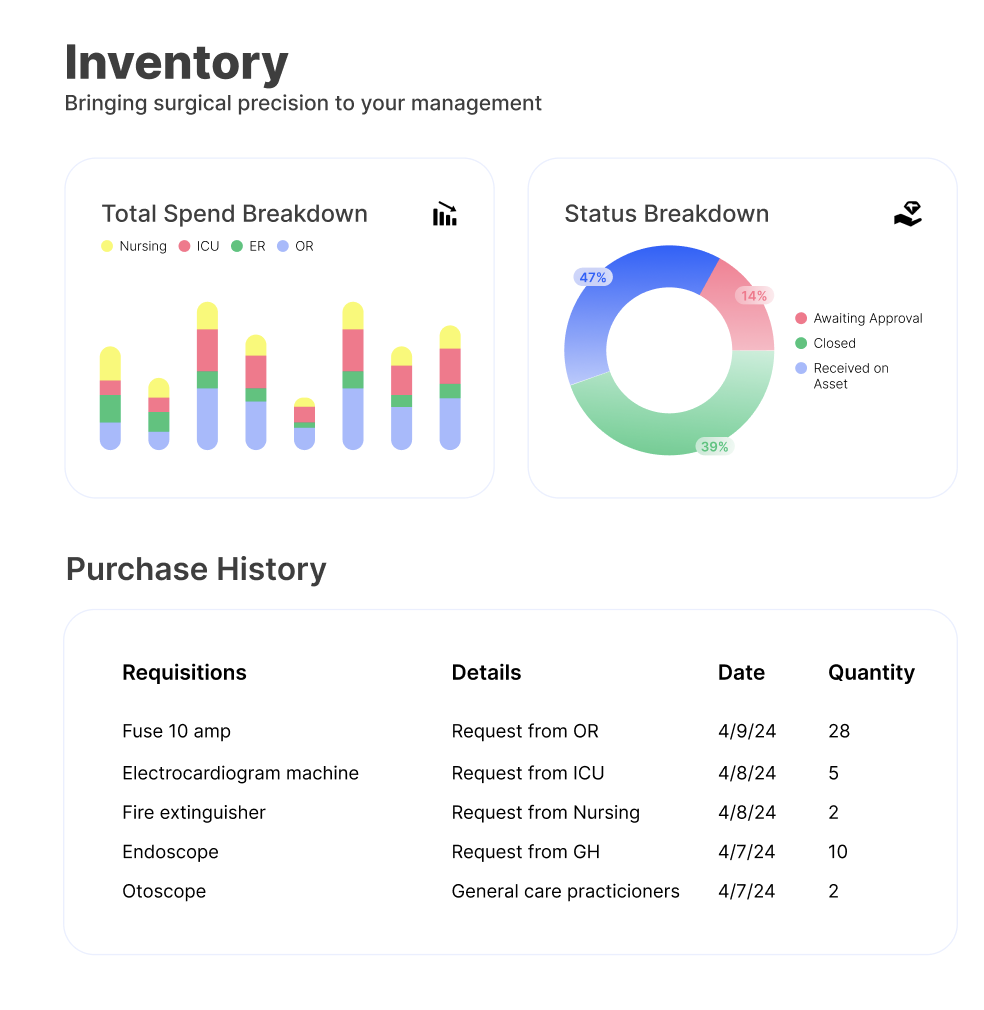 Inventory
Bringing surgical precision to your management
Total Spend Breakdown
Nursing ICU ER OR
Status Breakdown
47%
14%
39%
Awaiting Approval
Closed
Received on
Asset
Purchase History
Requisitions Details Date Quantity
Fuse 10 amp Request from OR 4/9/24 28
Electrocardiogram machine Request from ICU 4/8/24 5
Fire extinguisher Request from Nursing 4/8/24 2
Endoscope Request from GH 4/7/24 10
Otoscope General care practicioners 4/7/24 2